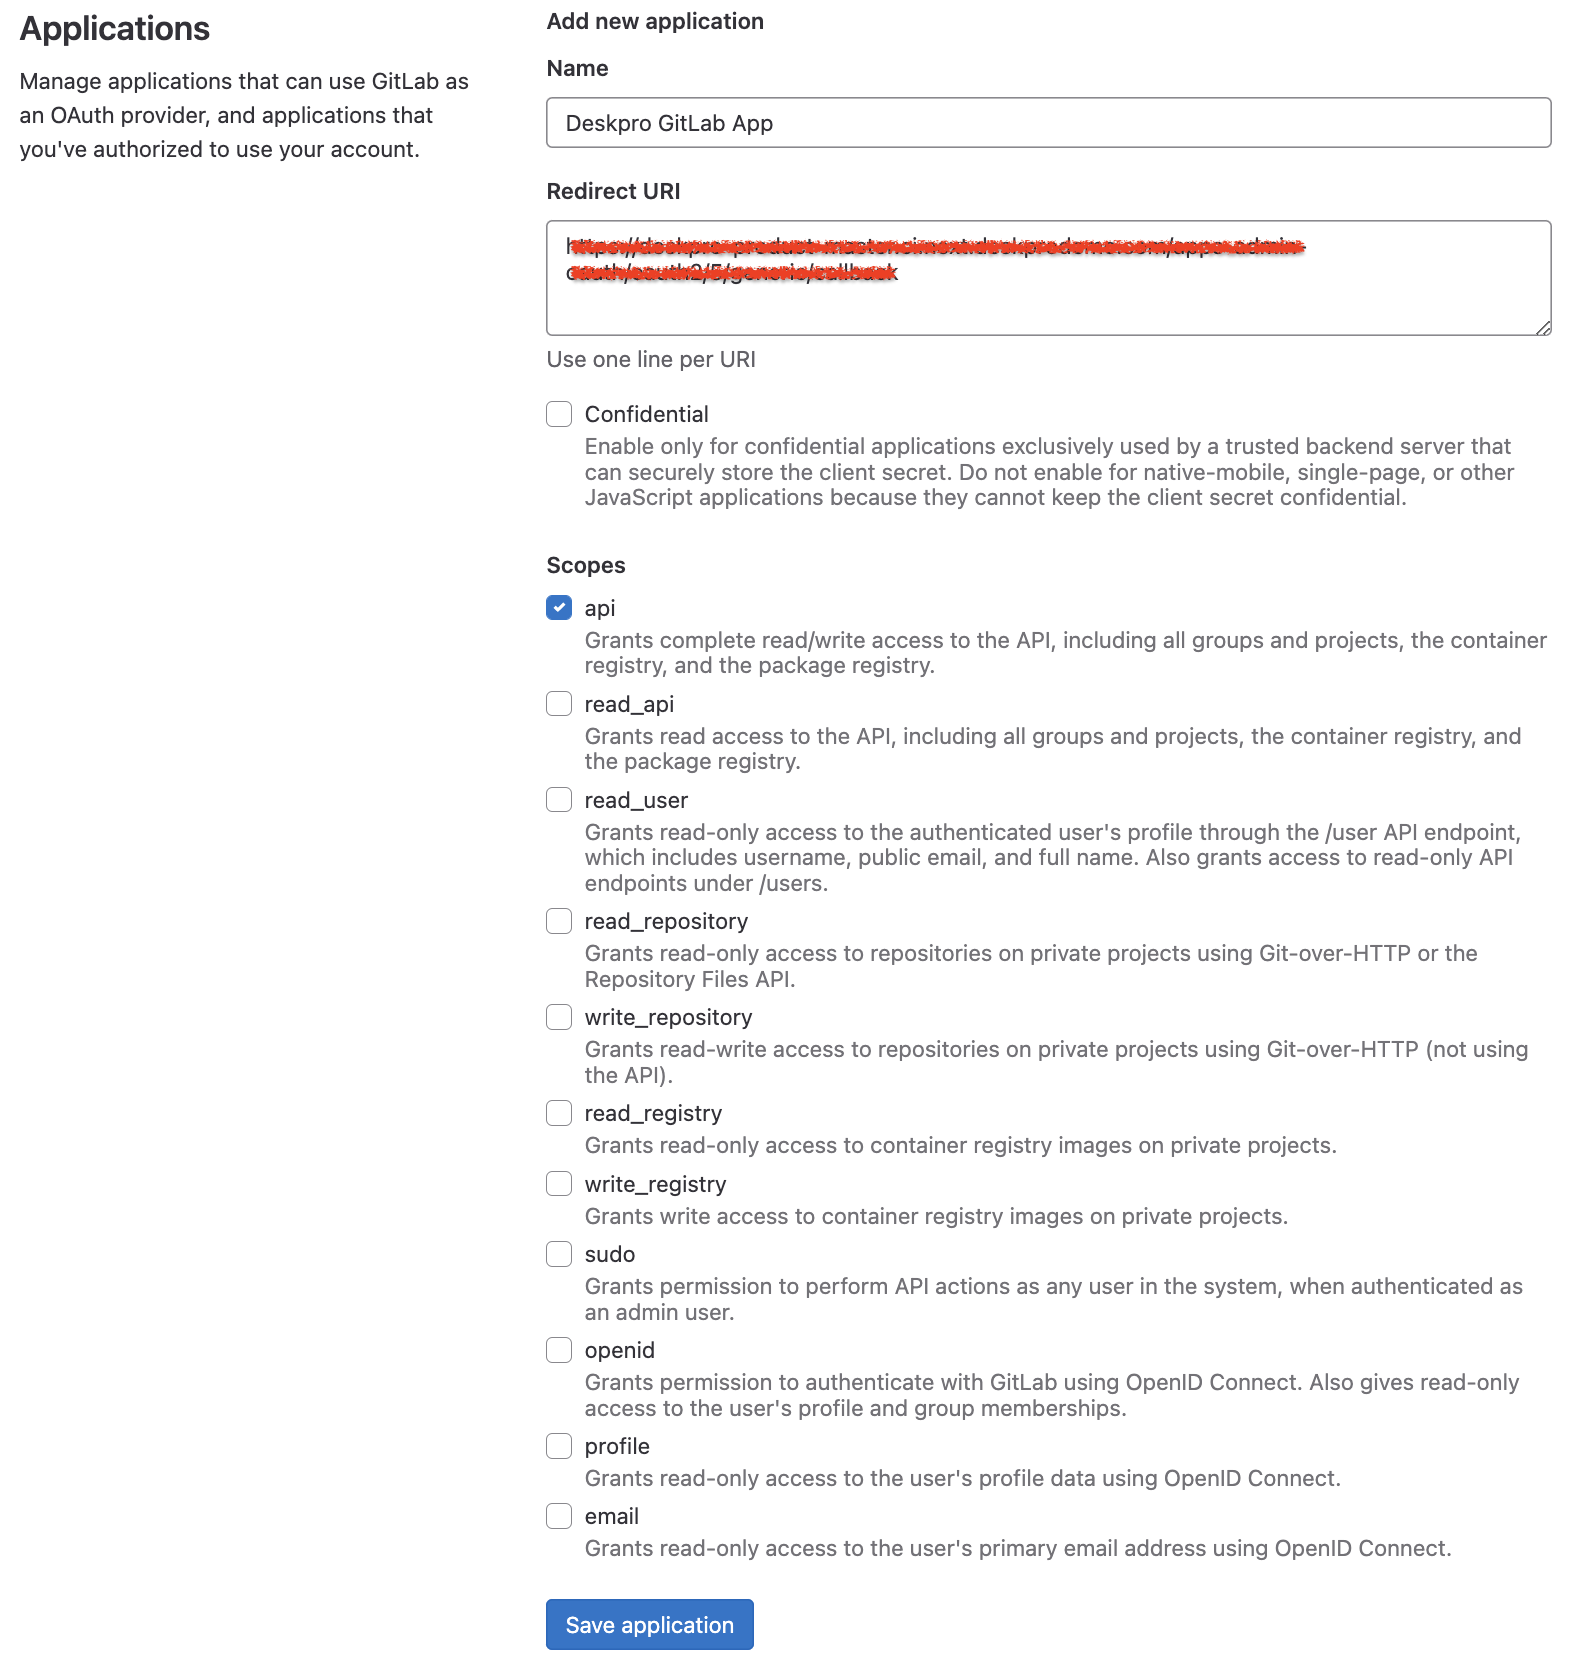 Applications
Manage applications that can use GitLab as
an OAuth provider, and applications that
you've authorized to use your account.
Add new application
Name
Deskpro GitLab App
Redirect URI
Use one line per URI
Confidential
Enable only for confidential applications exclusively used by a trusted backend server that
can securely store the client secret. Do not enable for native-mobile, single-page, or other
JavaScript applications because they cannot keep the client secret confidential.
Scopes
api
Grants complete read/write access to the API, including all groups and projects, the container
registry, and the package registry.
read_api
Grants read access to the API, including all groups and projects, the container registry, and
the package registry.
read_user
Grants read-only access to the authenticated user's profile through the /user API endpoint,
which includes username, public email, and full name. Also grants access to read-only API
endpoints under /users.
read_repository
Grants read-only access to repositories on private projects using Git-over-HTTP or the
Repository Files API.
write_repository
Grants read-write access to repositories on private projects using Git-over-HTTP (not using
the API).
read_registry
Grants read-only access to container registry images on private projects.
write_registry
Grants write access to container registry images on private projects.
sudo
Grants permission to perform API actions as any user in the system, when authenticated as
an admin user.
openid
Grants permission to authenticate with GitLab using OpenID Connect. Also gives read-only
access to the user's profile and group memberships.
profile
Grants read-only access to the user's profile data using OpenID Connect.
email
Grants read-only access to the user's primary email address using OpenID Connect.
Save application